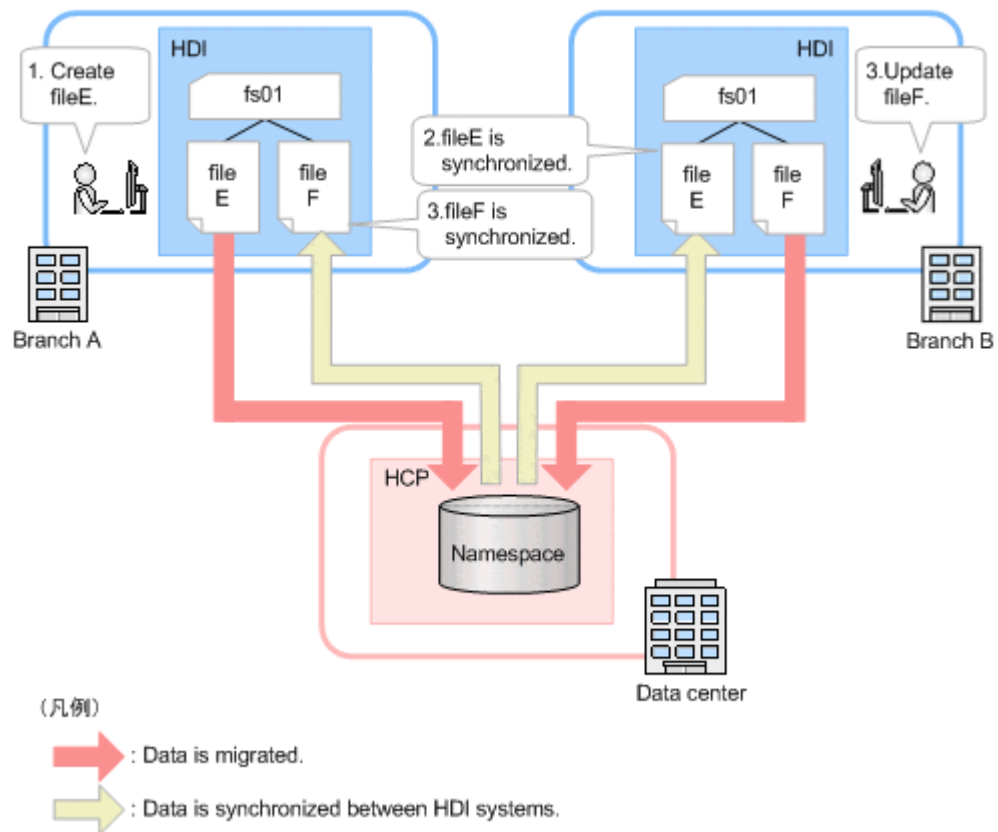 HDI
1. Create
fileE.
fs01
file
E
file
F
Branch A
HDI
3.Update
fileF.
fs01
2.fileE is
synchronized.
file
E
file
F
3.fileF is
synchronized.
Branch B
HCP
Namespace
Data center
(凡例)
: Data is migrated.
: Data is synchronized between HDI systems.